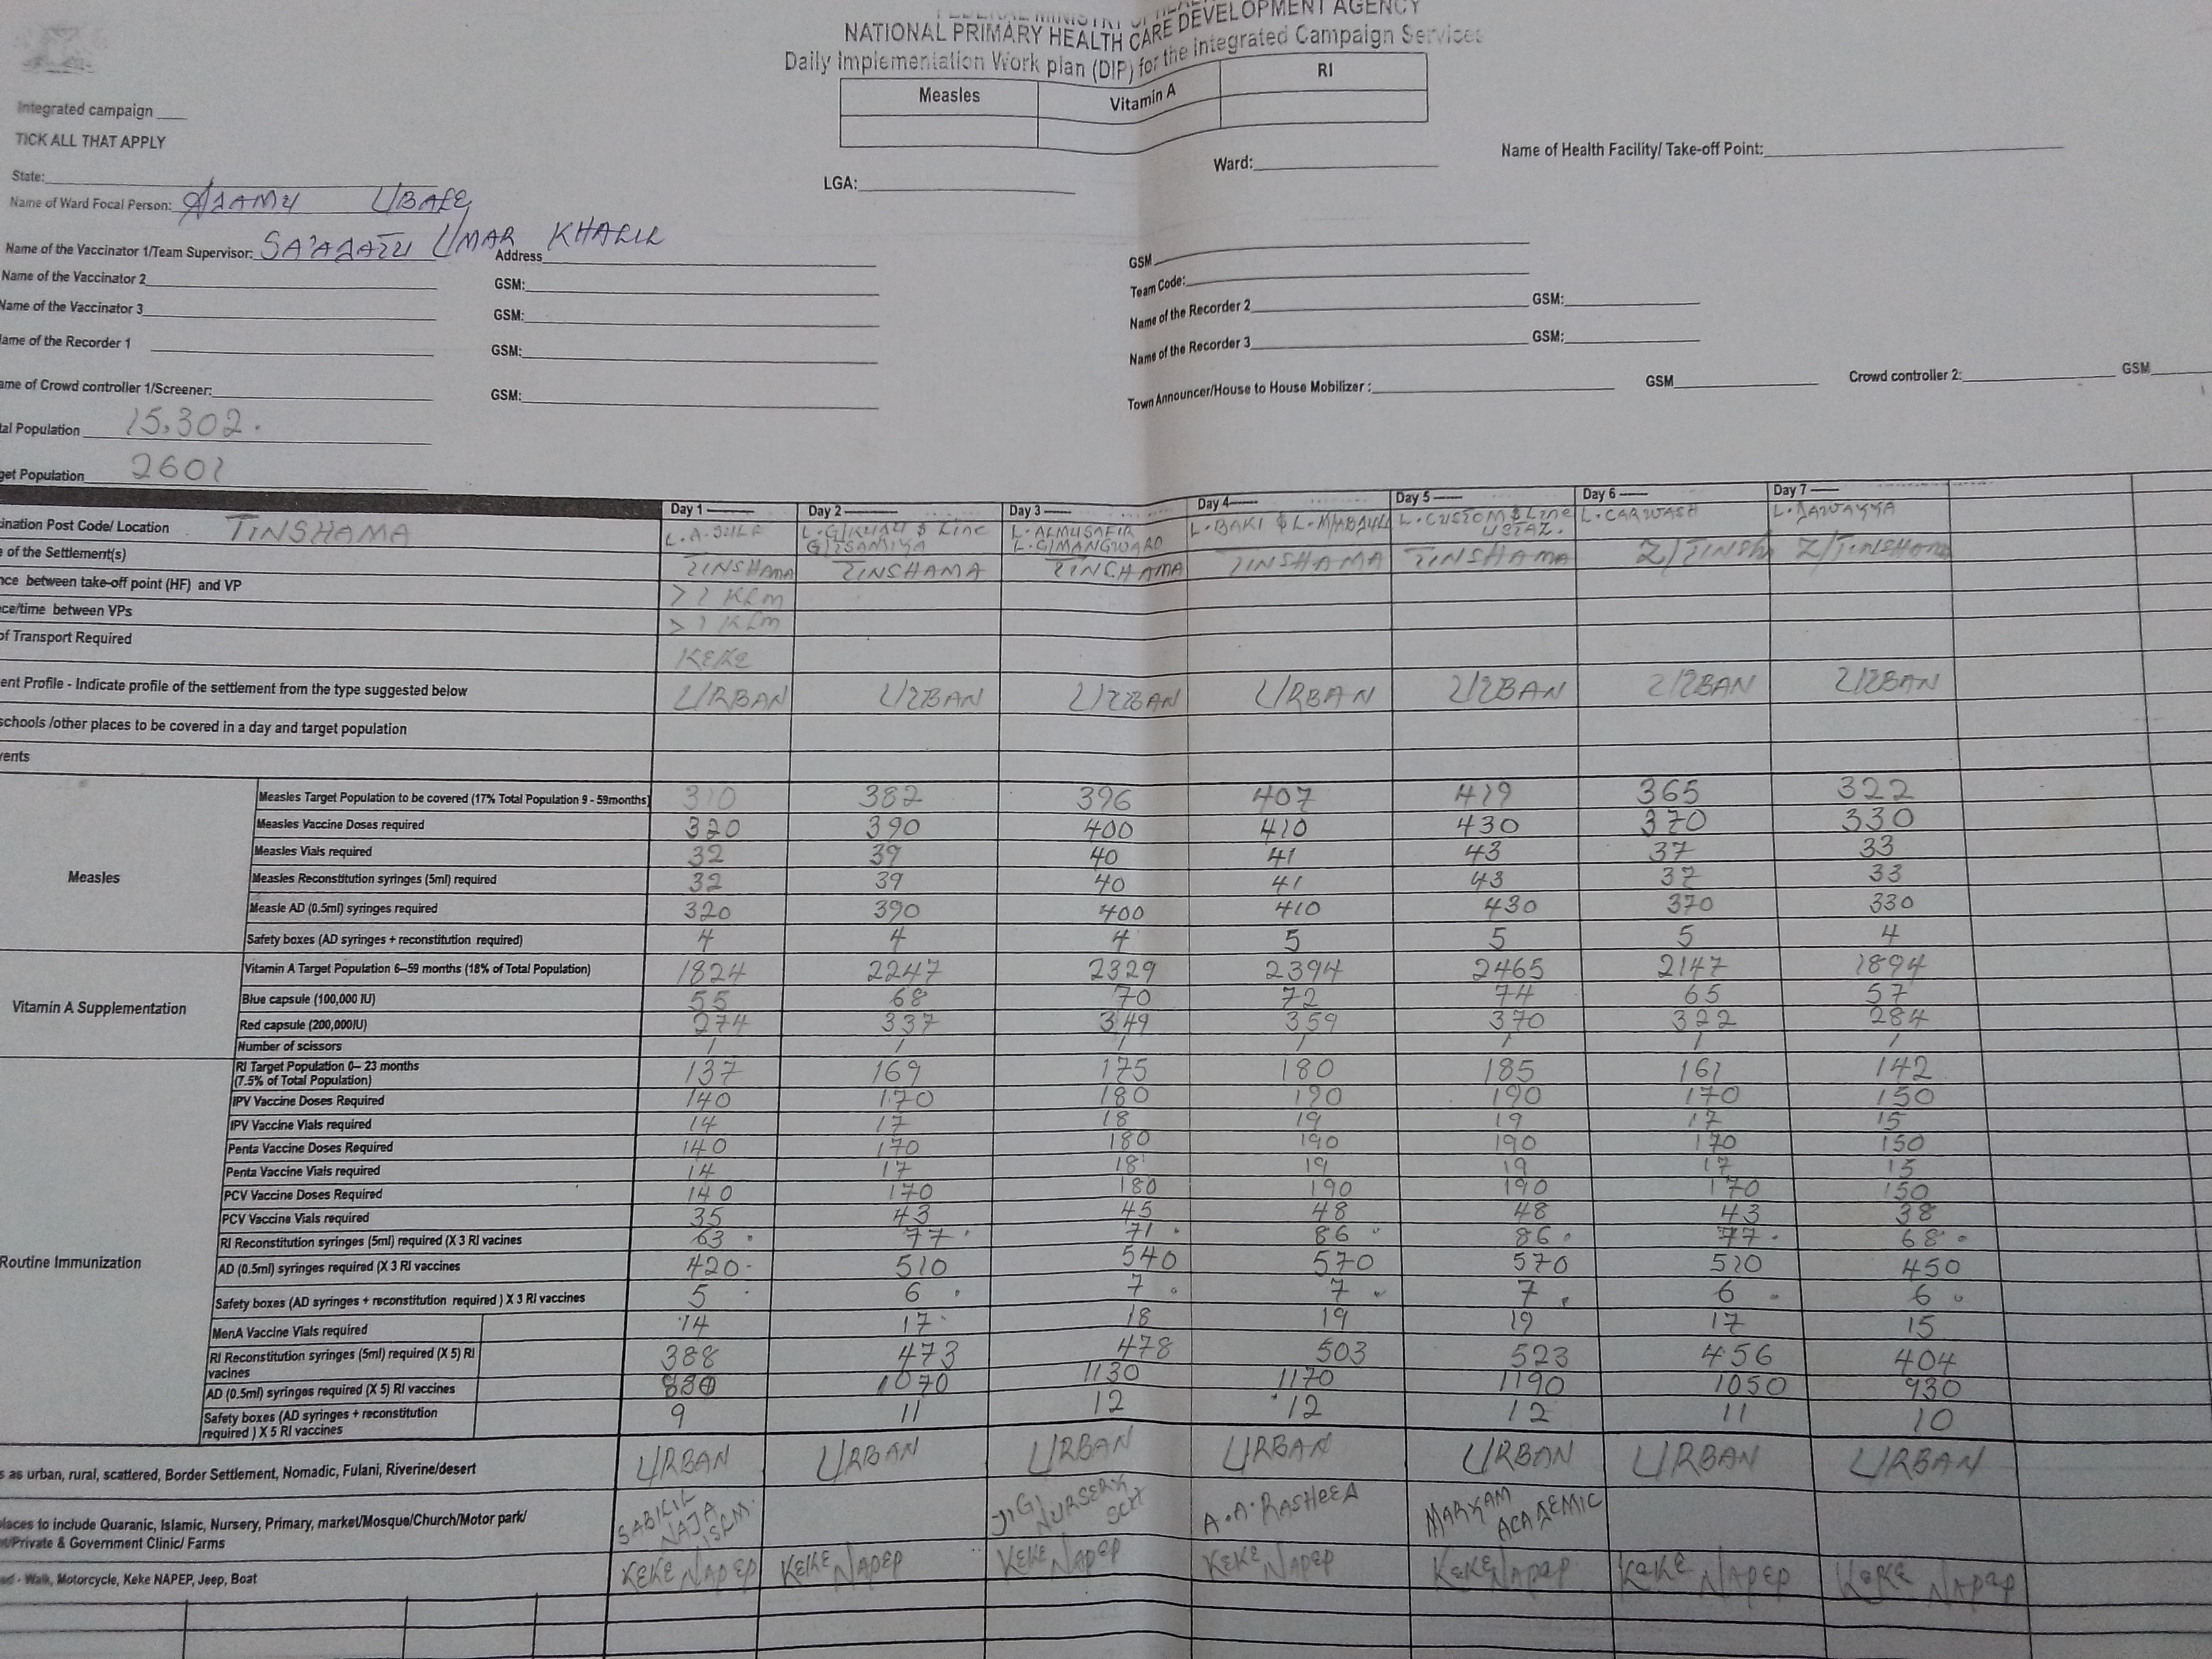 FEDERAL MINISTRY OF HEALTH
NATIONAL PRIMARY HEALTH CARE DEVELOPMENT AGENCY
Daily Implementation Work plan (DIP) for the Integrated Campaign Services
Measles Vitamin A RI
Integrated campaign
TICK ALL THAT APPLY
State:
LGA:
Ward:
Name of Health Facility/ Take-off Point:
Name of Ward Focal Person: ADAMU UBALE
Name of the Vaccinator 1/Team Supervisor: SA'ADATU UMAR KHALIL
Address
GSM
Name of the Vaccinator 2 GSM: Team Code:
Name of the Vaccinator 3 GSM: Name of the Recorder 2 GSM:
ame of the Recorder 1 GSM: Name of the Recorder 3 GSM:
ame of Crowd controller 1/Screener: GSM: Town Announcer/House to House Mobilizer : GSM Crowd controller 2: GSM
tal Population 15,302.
get Population 2601
Day 1 Day 2 Day 3 Day 4 Day 5 Day 6 Day 7
ination Post Code/ Location TINSHAMA L.A.SULE L.ALMUSAFIR L.BAKI & L. L.CUSTOM & Line USTAZ. L.CARWASH
e of the Settlement(s) TINSHAMA TINSHAMA TINSHAMA TINSHAMA TINSHAMA Z/TINSHA Z/TINSHAMA
nce between take-off point (HF) and VP >1 KLM
ce/time between VPs >1 KLM
of Transport Required KEKE
ent Profile - Indicate profile of the settlement from the type suggested below URBAN URBAN URBAN URBAN URBAN URBAN URBAN
schools /other places to be covered in a day and target population
vents
Measles
Measles Target Population to be covered (17% Total Population 9 - 59months) 310 382 396 407 419 365 322
Measles Vaccine Doses required 320 390 400 410 430 370 330
Measles Vials required 32 39 40 41 43 37 33
Measles Reconstitution syringes (5ml) required 32 39 40 41 43 37 33
Measle AD (0.5ml) syringes required 320 390 400 410 430 370 330
Safety boxes (AD syringes + reconstitution required) 4 4 4 5 5 5 4
Vitamin A Supplementation
Vitamin A Target Population 6–59 months (18% of Total Population) 1824 2247 2329 2394 2465 2147 1894
Blue capsule (100,000 IU) 55 68 70 72 74 65 57
Red capsule (200,000IU) 274 337 349 359 370 322 284
Number of scissors 1 1 1 1 1 1 1
Routine Immunization
RI Target Population 0– 23 months
(7.5% of Total Population) 137 169 175 180 185 161 142
IPV Vaccine Doses Required 140 170 180 190 190 170 150
IPV Vaccine Vials required 14 17 18 19 19 17 15
Penta Vaccine Doses Required 140 170 180 190 190 170 150
Penta Vaccine Vials required 14 17 18 19 19 17 15
PCV Vaccine Doses Required 140 170 180 190 190 170 150
PCV Vaccine Vials required 35 43 45 48 48 43 38
RI Reconstitution syringes (5ml) required (X 3 RI vacines 63 77 71 86 86 77 68
AD (0.5ml) syringes required (X 3 RI vaccines 420 510 540 570 570 510 450
Safety boxes (AD syringes + reconstitution required ) X 3 RI vaccines 5 6 7 7 7 6 6
MenA Vaccine Vials required 14 17 18 19 19 17 15
RI Reconstitution syringes (5ml) required (X 5) RI
vacines 388 473 478 503 523 456 404
AD (0.5ml) syringes required (X 5) RI vaccines 1070 1130 1170 1190 1050 930
Safety boxes (AD syringes + reconstitution
required ) X 5 RI vaccines 9 11 12 12 12 11 10
s as urban, rural, scattered, Border Settlement, Nomadic, Fulani, Riverine/desert URBAN URBAN URBAN URBAN URBAN URBAN URBAN
laces to include Quaranic, Islamic, Nursery, Primary, market/Mosque/Church/Motor park/
t/Private & Government Clinic/ Farms SABILIL NAJA ISLM. NURSERY SCH A.A.RASHEED MARYAM ACADEMIC
ed - Walk, Motorcycle, Keke NAPEP, Jeep, Boat KEKE NAPEP KEKE NAPEP KEKE NAPEP KEKE NAPEP KEKE NAPEP KEKE NAPEP KEKE NAPEP